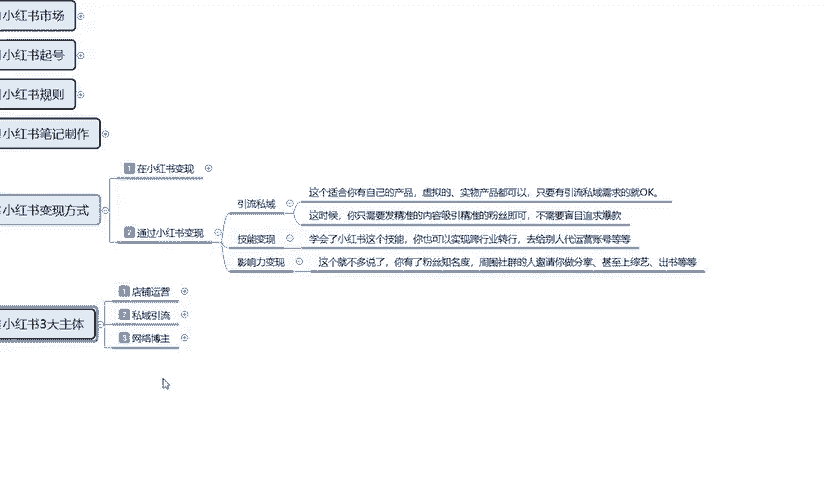 小红书市场
小红书起号
小红书规则
小红书笔记制作
小红书变现方式
1 在小红书变现
2 通过小红书变现
引流私域
这个适合你有自己的产品，虚拟的、实物产品都可以，只要有引流私域需求的就OK。
这时候，你只需要发精准的内容吸引精准的粉丝即可，不需要盲目追求爆款
技能变现
学会了小红书这个技能，你也可以实现跨行业转行，去给别人代运营账号等等
影响力变现
这个就不多说了，你有了粉丝知名度，周围社群的人邀请你做分享、甚至上综艺、出书等等
小红书3大主体
1 店铺运营
2 私域引流
3 网络博主